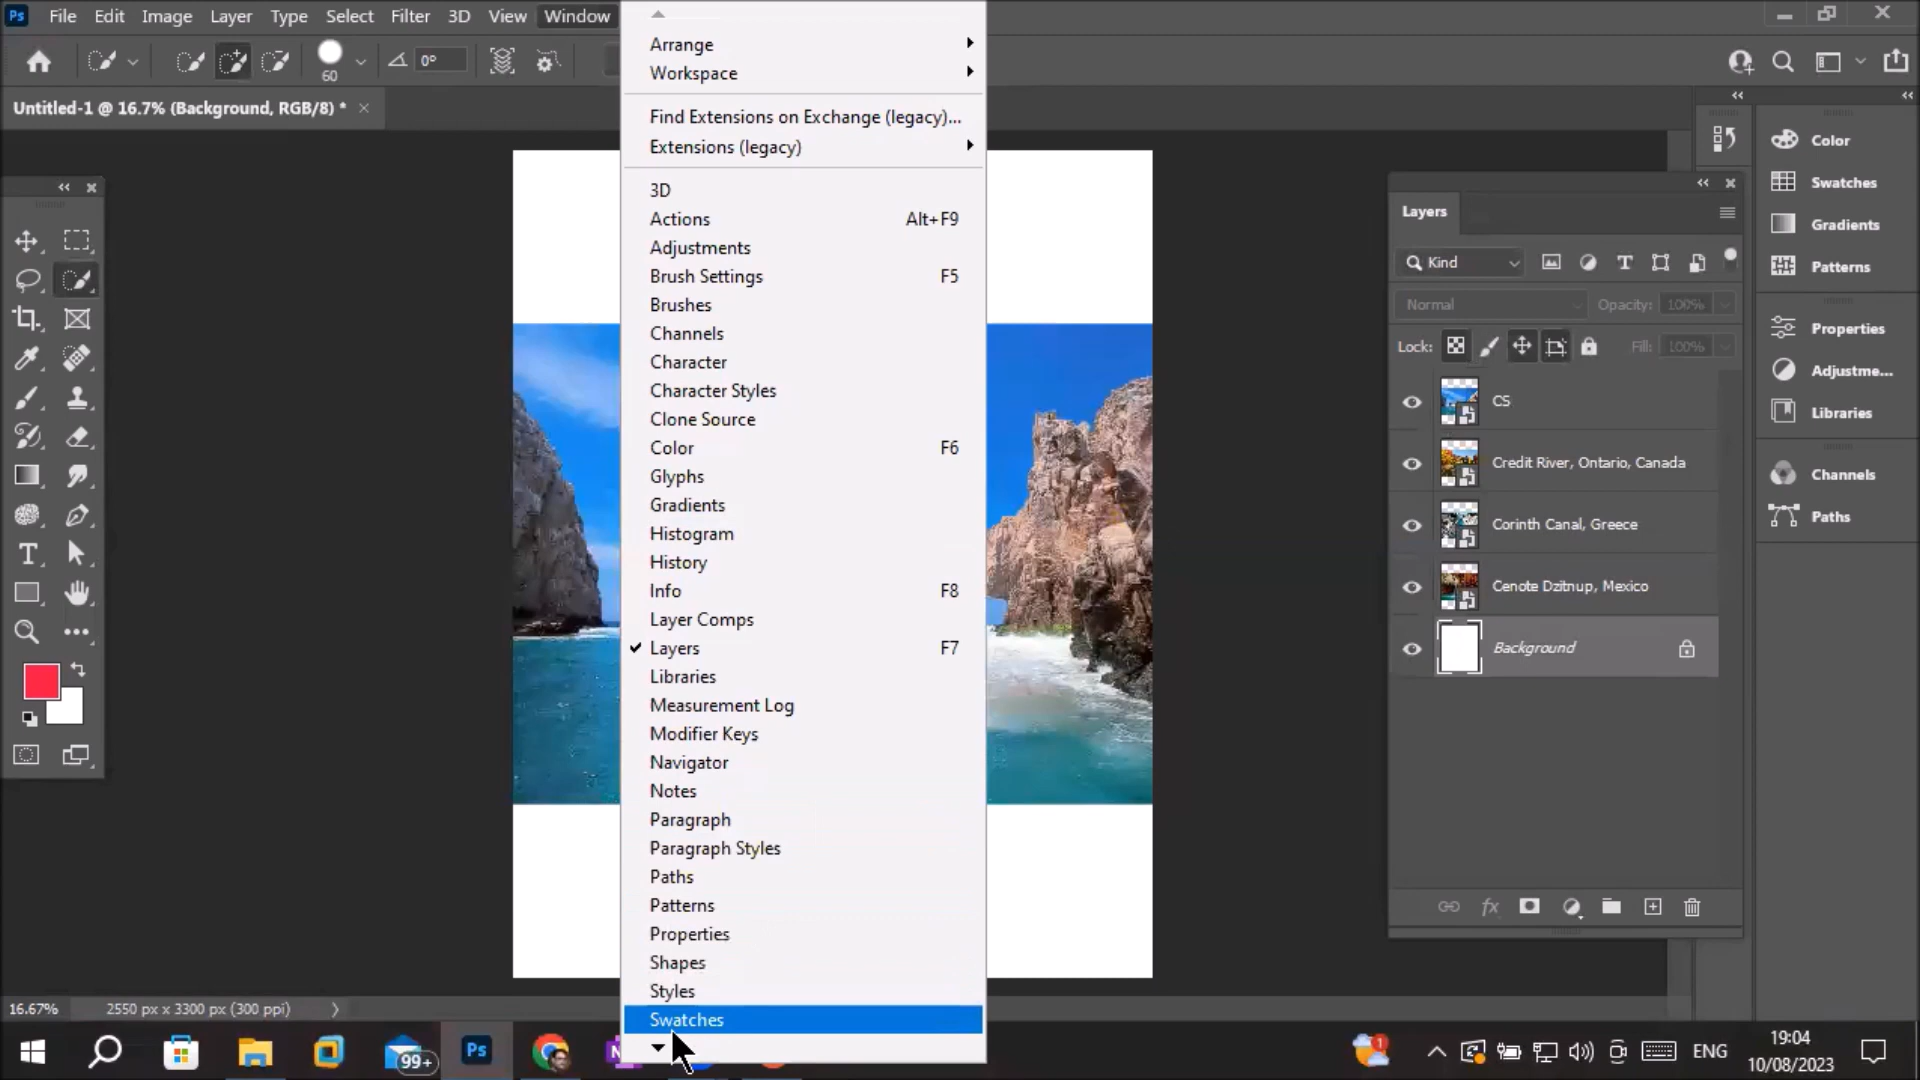 Ps File Edit Image Layer Type Select Filter 3D View Window
60
0°
Untitled-1 @ 16.7% (Background, RGB/8) *
Arrange
Workspace
Find Extensions on Exchange (legacy)...
Extensions (legacy)
3D
Actions Alt+F9
Adjustments
Brush Settings F5
Brushes
Channels
Character
Character Styles
Clone Source
Color F6
Glyphs
Gradients
Histogram
History
Info F8
Layer Comps
Layers F7
Libraries
Measurement Log
Modifier Keys
Navigator
Notes
Paragraph
Paragraph Styles
Paths
Patterns
Properties
Shapes
Styles
Swatches
Layers
Kind
Normal Opacity: 100%
Lock: Fill: 100%
CS
Credit River, Ontario, Canada
Corinth Canal, Greece
Cenote Dzitnup, Mexico
Background
fx
Color
Swatches
Gradients
Patterns
Properties
Adjustme...
Libraries
Channels
Paths
16.67% 2550 px x 3300 px (300 ppi)
99+
Ps
1
ENG
19:04
10/08/2023